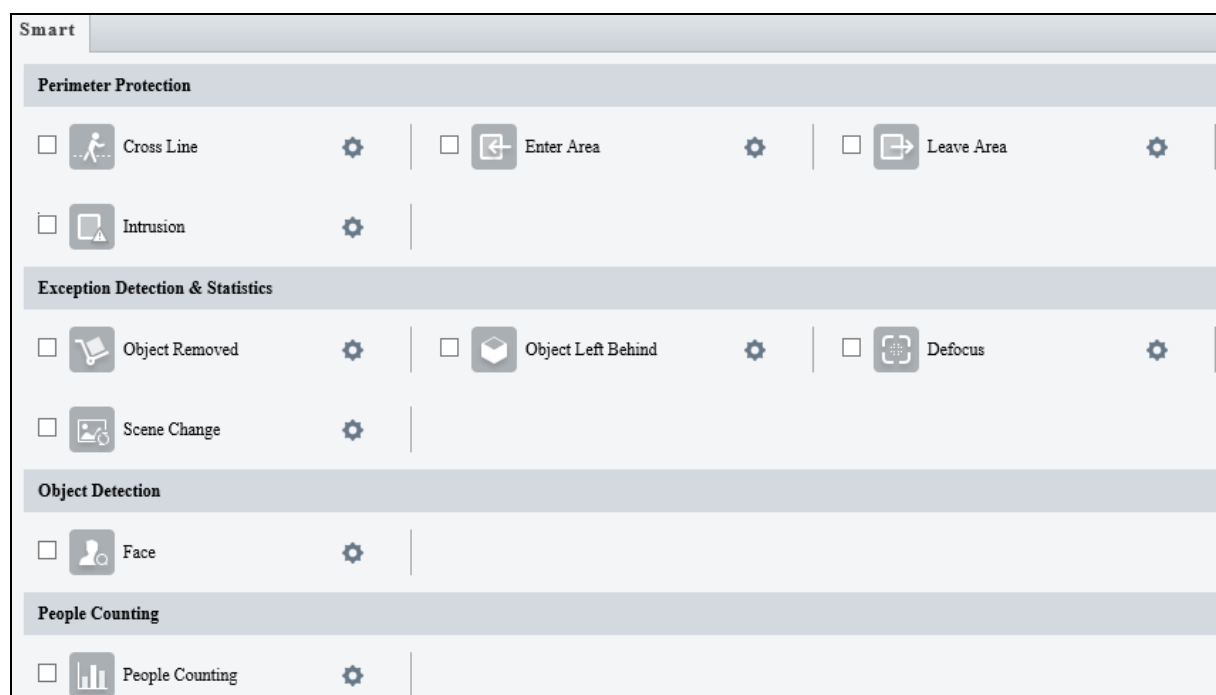 Smart
Perimeter Protection
Cross Line Enter Area Leave Area
Intrusion
Exception Detection & Statistics
Object Removed Object Left Behind Defocus
Scene Change
Object Detection
Face
People Counting
People Counting